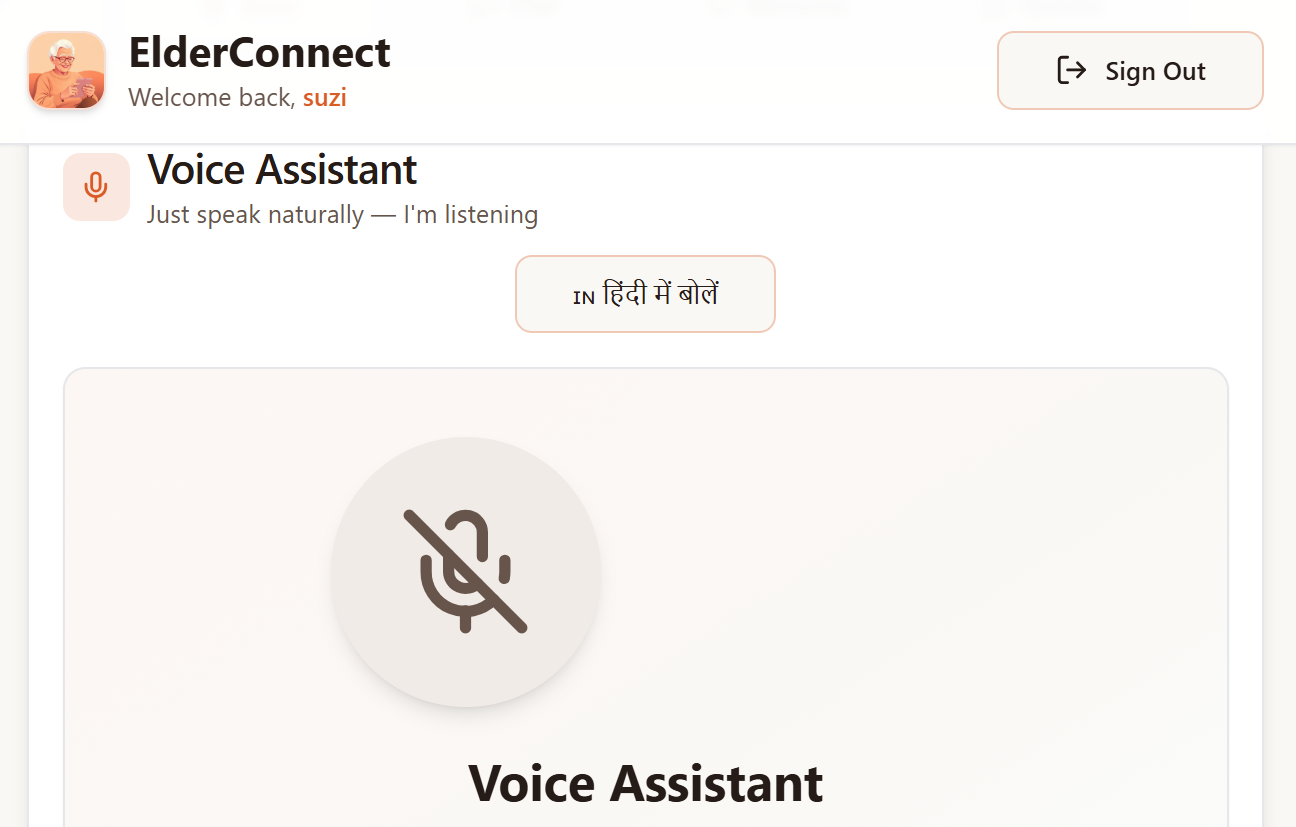 ElderConnect
Welcome back, suzi
Sign Out
Voice Assistant
Just speak naturally — I'm listening
IN हिंदी में बोलें
Voice Assistant